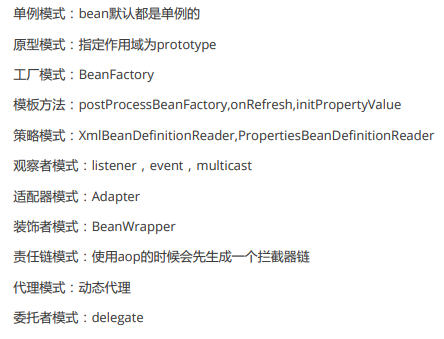 单例模式：bean默认都是单例的
原型模式：指定作用域为prototype
工厂模式：BeanFactory
模板方法：postProcessBeanFactory,onRefresh,initPropertyValue
策略模式：XmlBeanDefinitionReader,PropertiesBeanDefinitionReader
观察者模式：listener，event，multicast
适配器模式：Adapter
装饰者模式：BeanWrapper
责任链模式：使用aop的时候会先生成一个拦截器链
代理模式：动态代理
委托者模式：delegate